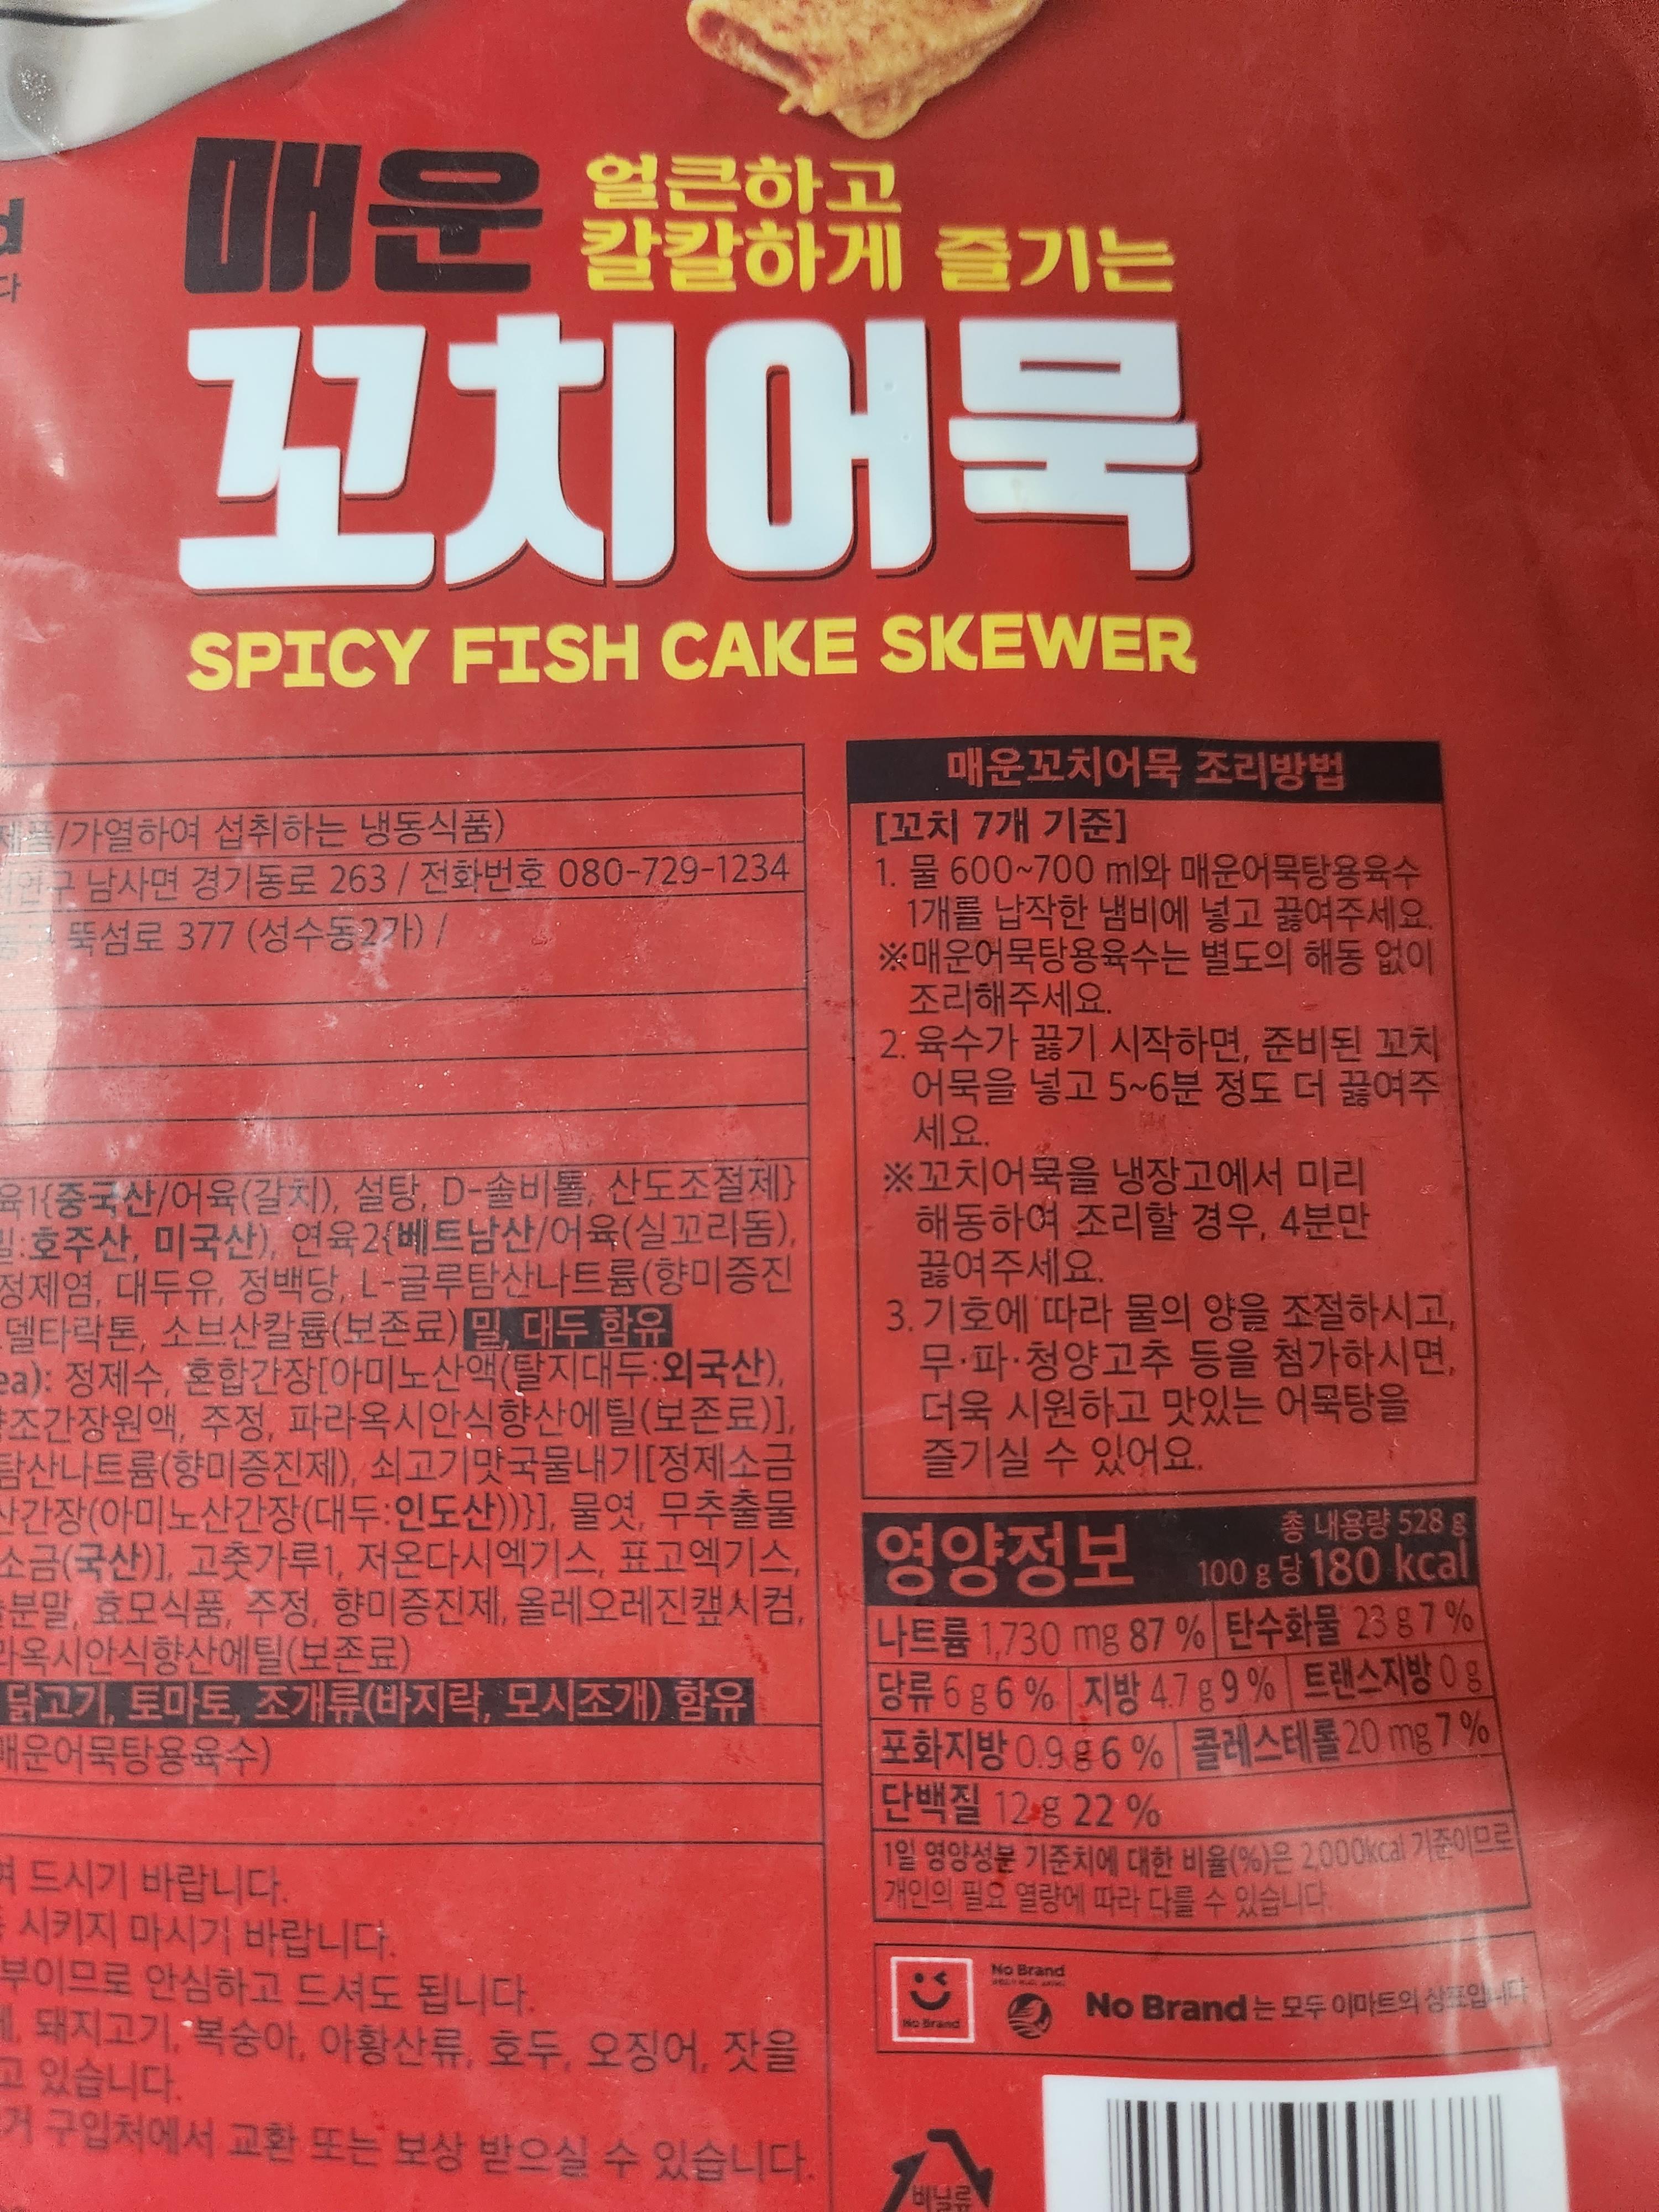 d
다
매운
얼큰하고
칼칼하게 즐기는
꼬치어묵
SPICY FISH CAKE SKEWER
제품/가열하여 섭취하는 냉동식품)
남사면 경기동로 263 / 전화번호 080-729-1234
뚝섬로 377 (성수동2가) /
육1{중국산/어육(갈치), 설탕, D-솔비톨, 산도조절제}
밀:호주산, 미국산), 연육2{베트남산/어육(실꼬리돔),
정제염, 대두유, 정백당, L-글루탐산나트륨(향미증진
델타락톤, 소브산칼륨(보존료) 밀, 대두 함유
ea): 정제수, 혼합간장[아미노산액(탈지대두:외국산),
조간장원액, 주정, 파라옥시안식향산에틸(보존료)],
탐산나트륨(향미증진제), 쇠고기맛국물내기[정제소금
산간장(아미노산간장(대두:인도산))}], 물엿, 무추출물
소금(국산)], 고춧가루1, 저온다시엑기스, 표고엑기스,
분말, 효모식품, 주정, 향미증진제, 올레오레진캪시컴,
라옥시안식향산에틸(보존료)
닭고기, 토마토, 조개류(바지락, 모시조개) 함유
매운어묵탕용육수)
여 드시기 바랍니다.
시키지 마시기 바랍니다.
부이므로 안심하고 드셔도 됩니다.
돼지고기, 복숭아, 아황산류, 호두, 오징어, 잣을
고 있습니다.
거 구입처에서 교환 또는 보상 받으실 수 있습니다.
매운꼬치어묵 조리방법
[꼬치 7개 기준]
1. 물 600~700 ml와 매운어묵탕용육수
1개를 납작한 냄비에 넣고 끓여주세요.
※매운어묵탕용육수는 별도의 해동 없이
조리해주세요.
2. 육수가 끓기 시작하면, 준비된 꼬치
어묵을 넣고 5~6분 정도 더 끓여주
세요.
※꼬치어묵을 냉장고에서 미리
해동하여 조리할 경우, 4분만
끓여주세요.
3. 기호에 따라 물의 양을 조절하시고,
무·파·청양고추 등을 첨가하시면,
더욱 시원하고 맛있는 어묵탕을
즐기실 수 있어요.
영양정보
총 내용량 528 g
100 g 당 180 kcal
나트륨 1,730 mg 87 % 탄수화물 23 g 7 %
당류 6 g 6 % 지방 4.7 g 9 % 트랜스지방 0 g
포화지방 0.9 g 6 % 콜레스테롤 20 mg 7 %
단백질 12 g 22 %
1일 영양성분 기준치에 대한 비율(%)은 2,000kcal 기준이므로
개인의 필요 열량에 따라 다를 수 있습니다.
No Brand
No Brand
No Brand는 모두 이마트의 상표입니다
비닐류